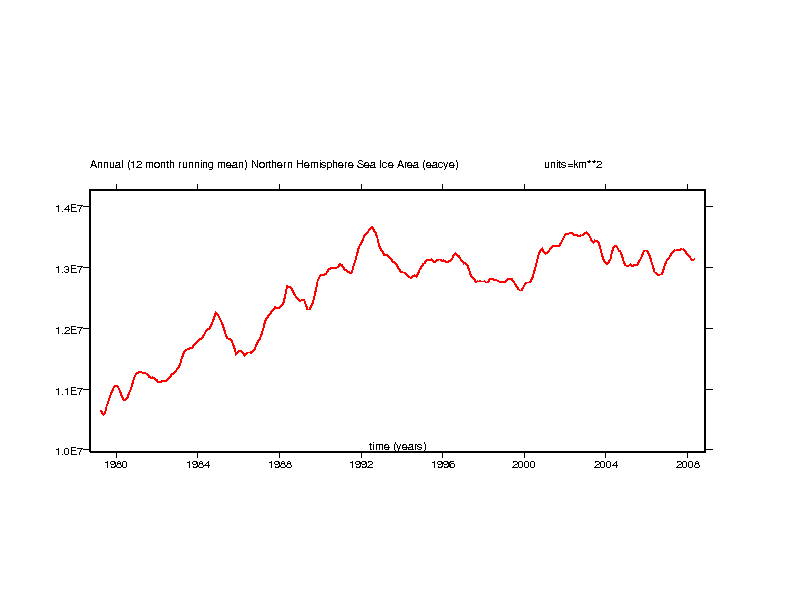 Annual (12 month running mean) Northern Hemisphere Sea Ice Area (eacye) units=km**2
1.4E7
1.3E7
1.2E7
1.1E7
1.0E7
time (years)
1980 1984 1988 1992 1996 2000 2004 2008